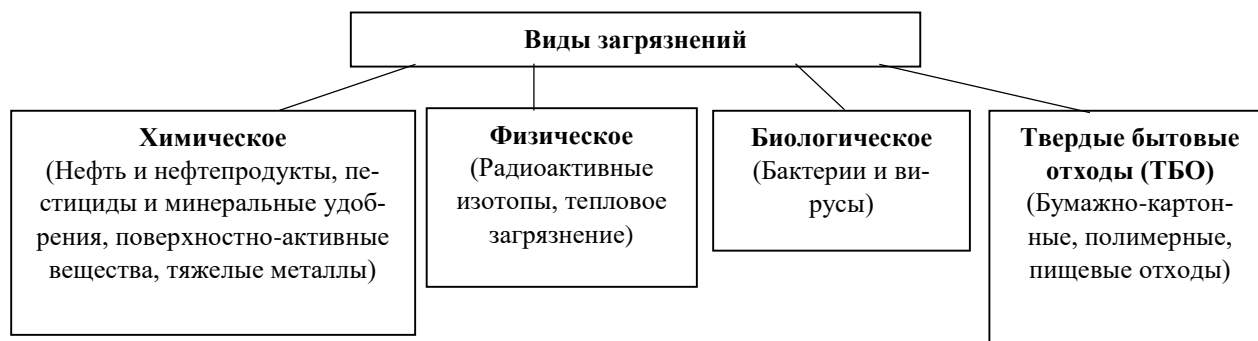 Виды загрязнений
Химическое
(Нефть и нефтепродукты, пе-
стициды и минеральные удоб-
рения, поверхностно-активные
вещества, тяжелые металлы)
Физическое
(Радиоактивные
изотопы, тепловое
загрязнение)
Биологическое
(Бактерии и ви-
русы)
Твердые бытовые
отходы (ТБО)
(Бумажно-картон-
ные, полимерные,
пищевые отходы)